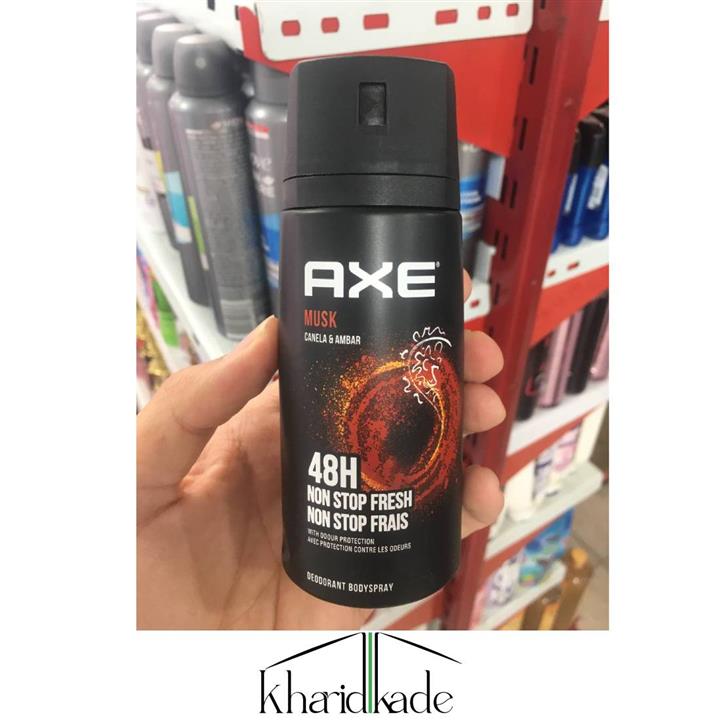 AXE®
MUSK
CANELA & AMBAR
48H
NON STOP FRESH
NON STOP FRAIS
WITH ODOUR PROTECTION
AVEC PROTECTION CONTRE LES ODEURS
DEODORANT BODYSPRAY
kharidkade